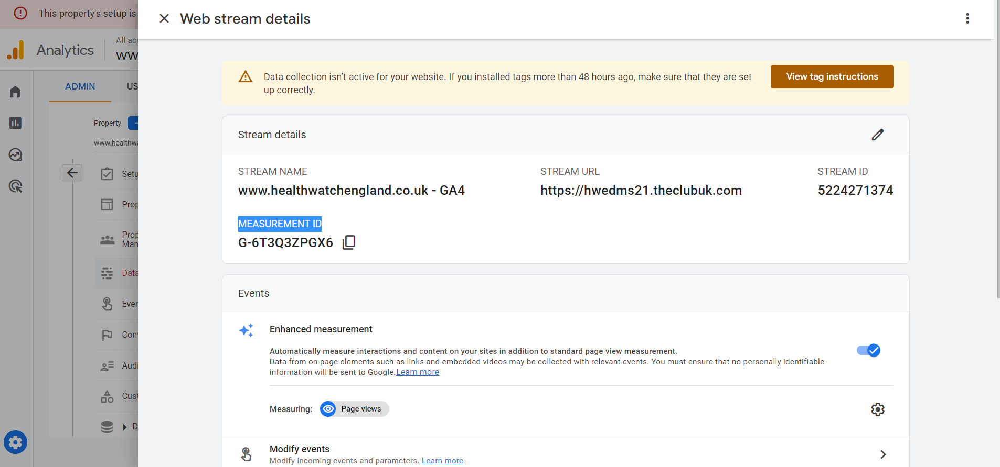 This property's setup is
Web stream details
Analytics
All acc
ww
ADMIN
US
Data collection isn't active for your website. If you installed tags more than 48 hours ago, make sure that they are set
up correctly.
View tag instructions
Property
www.healthwa
Setu
Prop
Prop
Man
Data
Even
Con
Audi
Cust
D
Stream details
STREAM NAME
www.healthwatchengland.co.uk - GA4
STREAM URL
https://hwedms21.theclubuk.com
STREAM ID
5224271374
MEASUREMENT ID
G-6T3Q3ZPGX6
Events
Enhanced measurement
Automatically measure interactions and content on your sites in addition to standard page view measurement.
Data from on-page elements such as links and embedded videos may be collected with relevant events. You must ensure that no personally identifiable
information will be sent to Google.Learn more
Measuring:
Page views
Modify events
Modify incoming events and parameters. Learn more